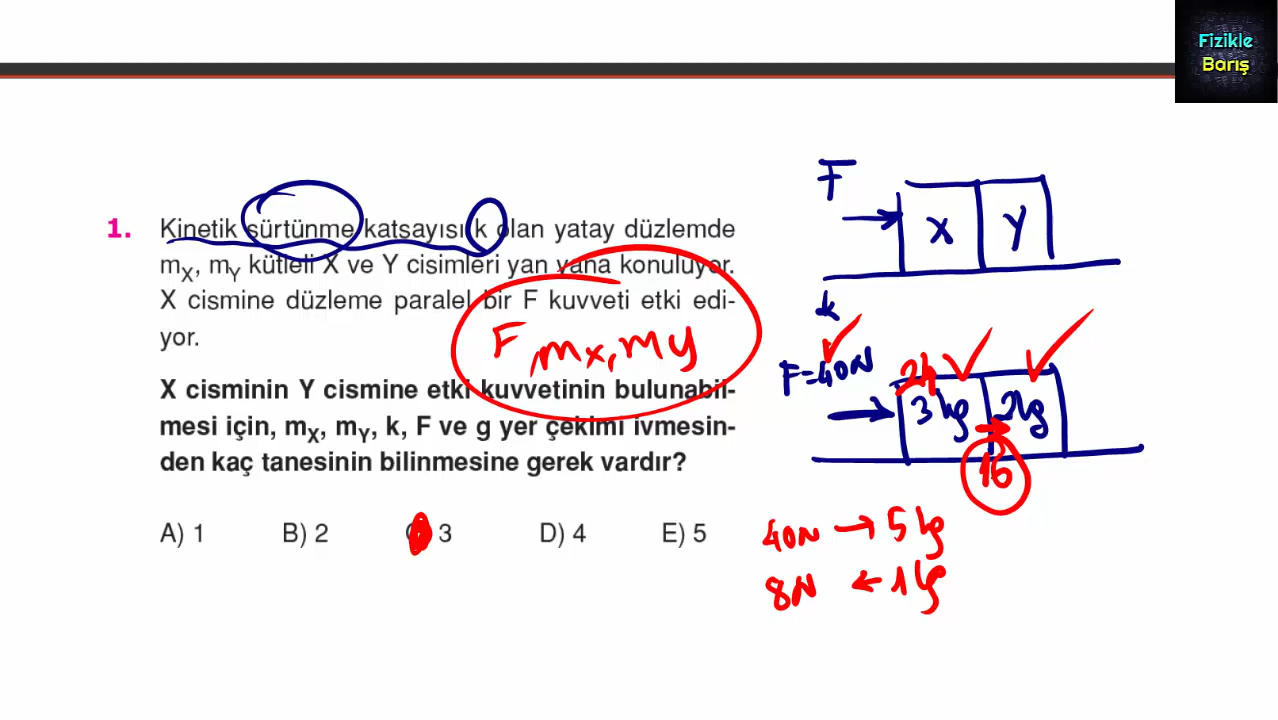 Fizikle
Barış
1. Kinetik sürtünme katsayısı k olan yatay düzlemde
mX, mY kütleli X ve Y cisimleri yan yana konuluyor.
X cismine düzleme paralel bir F kuvveti etki edi-
yor.
F, mx, my
X cisminin Y cismine etki kuvvetinin bulunabil-
mesi için, mX, mY, k, F ve g yer çekimi ivmesin-
den kaç tanesinin bilinmesine gerek vardır?
A) 1 B) 2 C) 3 D) 4 E) 5
F
X Y
k
F=40N
24
3kg 2kg
16
40N → 5kg
8N ← 1kg